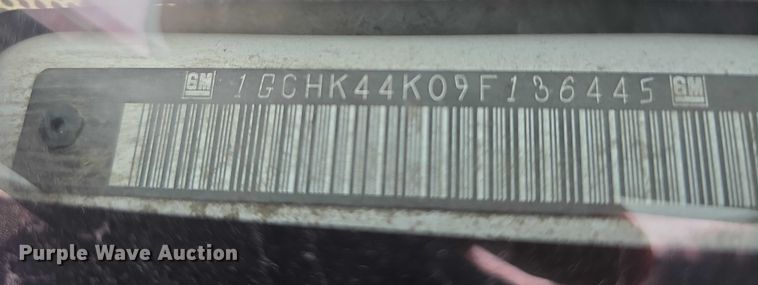 GM 1GCHK44K09F136445 GM
Purple Wave Auction